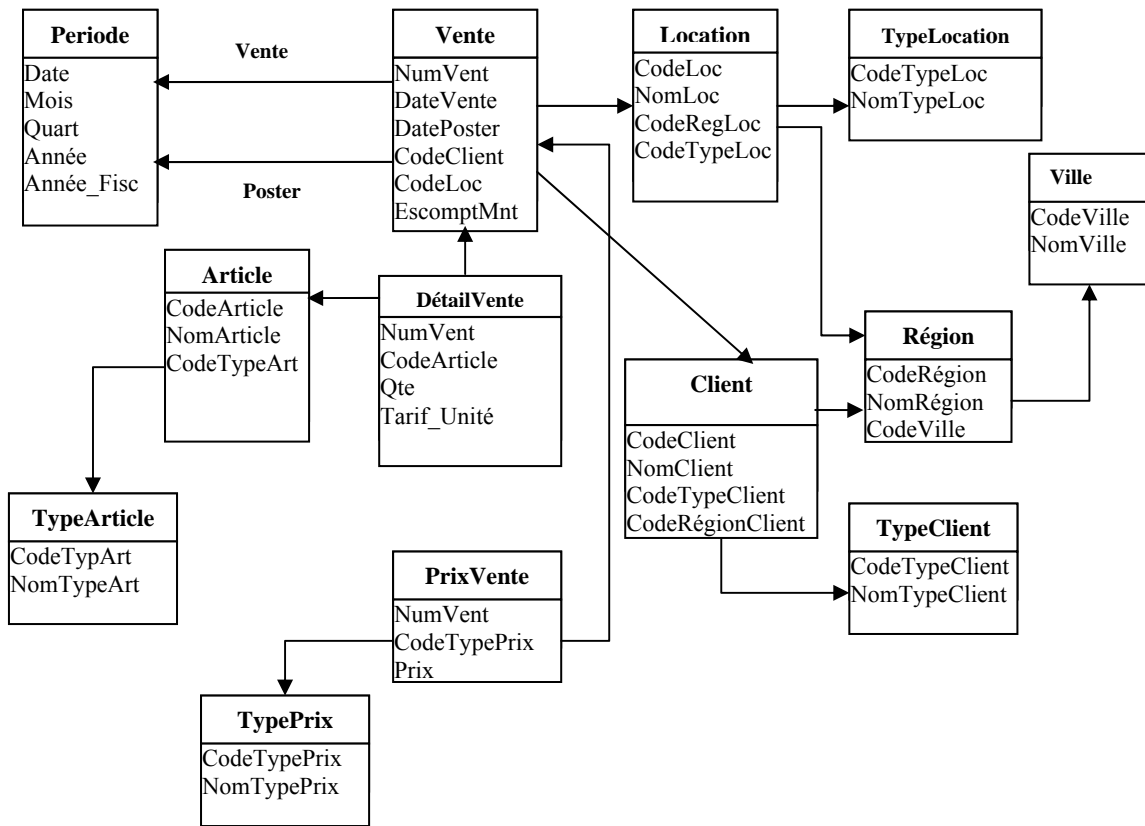 Periode
Date
Mois
Quart
Année
Année_Fisc
Vente
Poster
Vente
NumVent
DateVente
DatePoster
CodeClient
CodeLoc
EscomptMnt
Location
CodeLoc
NomLoc
CodeRegLoc
CodeTypeLoc
TypeLocation
CodeTypeLoc
NomTypeLoc
Ville
CodeVille
NomVille
Article
CodeArticle
NomArticle
CodeTypeArt
DétailVente
NumVent
CodeArticle
Qte
Tarif_Unité
Client
CodeClient
NomClient
CodeTypeClient
CodeRégionClient
Région
CodeRégion
NomRégion
CodeVille
TypeArticle
CodeTypArt
NomTypeArt
PrixVente
NumVent
CodeTypePrix
Prix
TypeClient
CodeTypeClient
NomTypeClient
TypePrix
CodeTypePrix
NomTypePrix